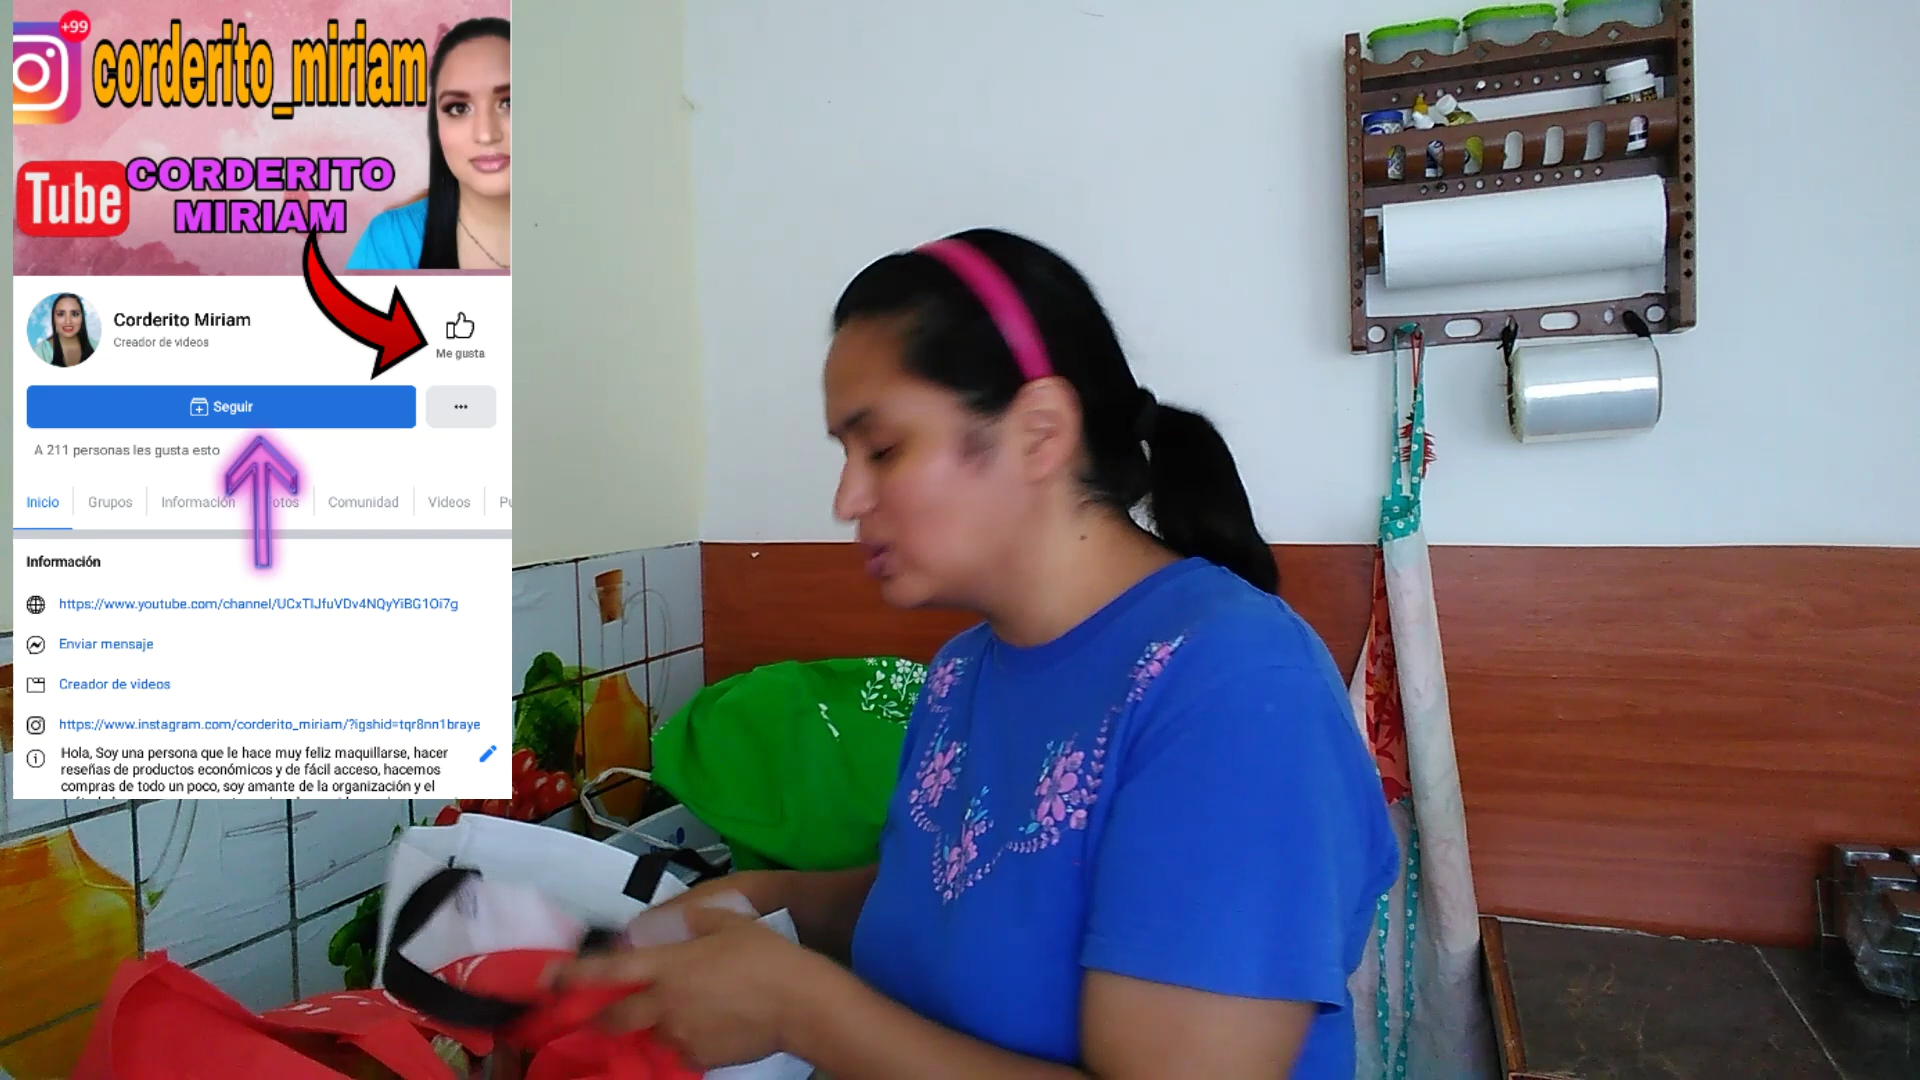 +99
corderito_miriam
Tube
CORDERITO
MIRIAM
Corderito Miriam
Creador de videos
Me gusta
Seguir
A 211 personas les gusta esto
Inicio
Grupos
Información
Comunidad
Videos
Información
https://www.youtube.com/channel/UCxTlJfuVDv4NQyYiBG1Oi7g
Enviar mensaje
Creador de videos
https://www.instagram.com/corderito_miriam/?igshid=tqr8nn1braye
Hola, Soy una persona que le hace muy feliz maquillarse, hacer
reseñas de productos económicos y de fácil acceso, hacemos
compras de todo un poco, soy amante de la organización y el